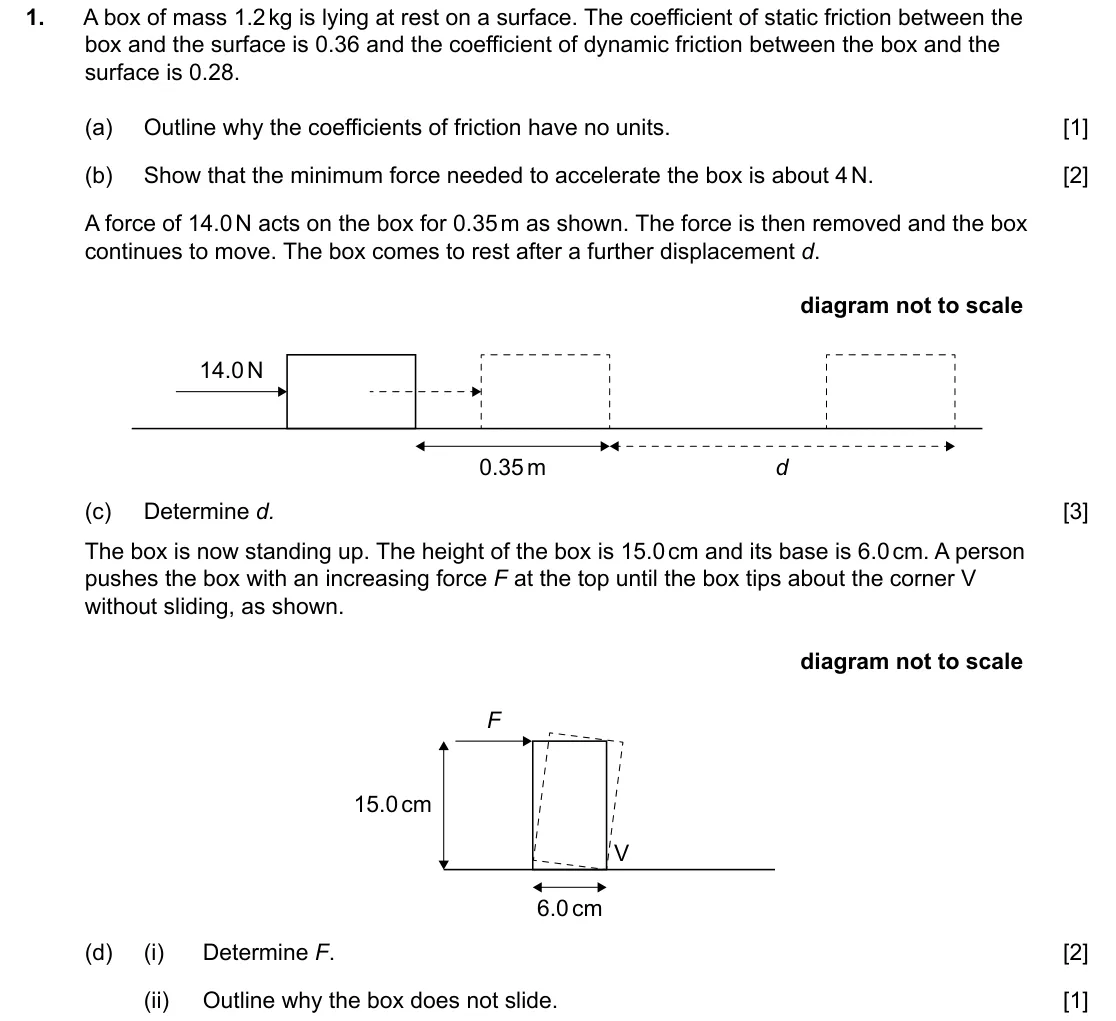 1. A box of mass 1.2 kg is lying at rest on a surface. The coefficient of static friction between the
box and the surface is 0.36 and the coefficient of dynamic friction between the box and the
surface is 0.28.
(a) Outline why the coefficients of friction have no units. [1]
(b) Show that the minimum force needed to accelerate the box is about 4 N. [2]
A force of 14.0 N acts on the box for 0.35 m as shown. The force is then removed and the box
continues to move. The box comes to rest after a further displacement d.
diagram not to scale
14.0 N
0.35 m d
(c) Determine d. [3]
The box is now standing up. The height of the box is 15.0 cm and its base is 6.0 cm. A person
pushes the box with an increasing force F at the top until the box tips about the corner V
without sliding, as shown.
diagram not to scale
F
15.0 cm
V
6.0 cm
(d) (i) Determine F. [2]
(ii) Outline why the box does not slide. [1]